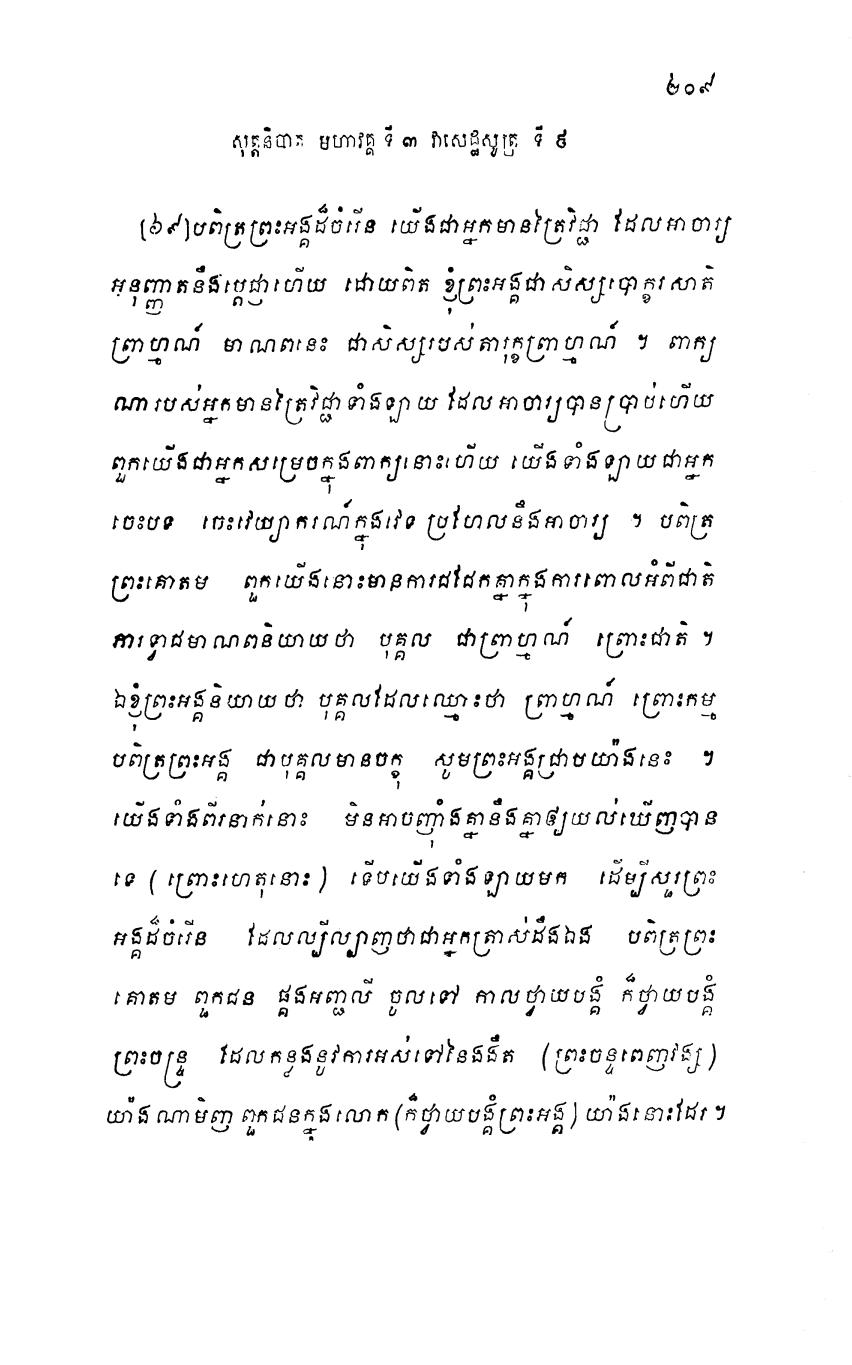 ២០៩
សុត្តនិបាត មហាវគ្គ ទី ៣ វាសេដ្ឋសូត្រ ទី ៩
[៦៩] បពិត្រព្រះអង្គដ៏ចំរើន យើងជាអ្នកមានត្រៃវិជ្ជា ដែលអាចារ្យ
អនុញ្ញាតនឹងប្តេជ្ញាហើយ ដោយពិត ខ្ញុំព្រះអង្គជាសិស្សបោក្ខរសាតិ
ព្រាហ្មណ៍ មាណពនេះ ជាសិស្សរបស់តារុក្ខព្រាហ្មណ៍ ។ ពាក្យ
ណារបស់អ្នកមានត្រៃវិជ្ជាទាំងឡាយ ដែលអាចារ្យបានប្រាប់ហើយ
ពួកយើងជាអ្នកសម្រេចក្នុងពាក្យនោះហើយ យើងទាំងឡាយជាអ្នក
ចេះបទ ចេះវេយ្យាករណ៍ក្នុងវេទ ប្រហែលនឹងអាចារ្យ ។ បពិត្រ
ព្រះគោតម ពួកយើងនោះមានការជជែកគ្នាក្នុងការពោលអំពីជាតិ
ភារទ្វាជមាណពនិយាយថា បុគ្គល ជាព្រាហ្មណ៍ ព្រោះជាតិ ។
ឯខ្ញុំព្រះអង្គនិយាយថា បុគ្គលដែលឈ្មោះថា ព្រាហ្មណ៍ ព្រោះកម្ម
បពិត្រព្រះអង្គ ជាបុគ្គលមានចក្ខុ សូមព្រះអង្គជ្រាបយ៉ាងនេះ ។
យើងទាំងពីរនាក់នោះ មិនអាចញ៉ាំងគ្នានឹងគ្នាឲ្យយល់ឃើញបាន
ទេ (ព្រោះហេតុនោះ) ទើបយើងទាំងឡាយមក ដើម្បីសួរព្រះ
អង្គដ៏ចំរើន ដែលល្បីល្បាញថាជាអ្នកត្រាស់ដឹងឯង បពិត្រព្រះ
គោតម ពួកជន ផ្គងអញ្ជលី ចូលទៅ កាលថ្វាយបង្គំ ក៏ថ្វាយបង្គំ
ព្រះចន្ទ្រ ដែលកន្លងនូវការអស់ទៅនៃងងឹត (ព្រះចន្ទពេញវង្ស)
យ៉ាងណាមិញ ពួកជនក្នុងលោក (ក៏ថ្វាយបង្គំព្រះអង្គ) យ៉ាងនោះដែរ ។